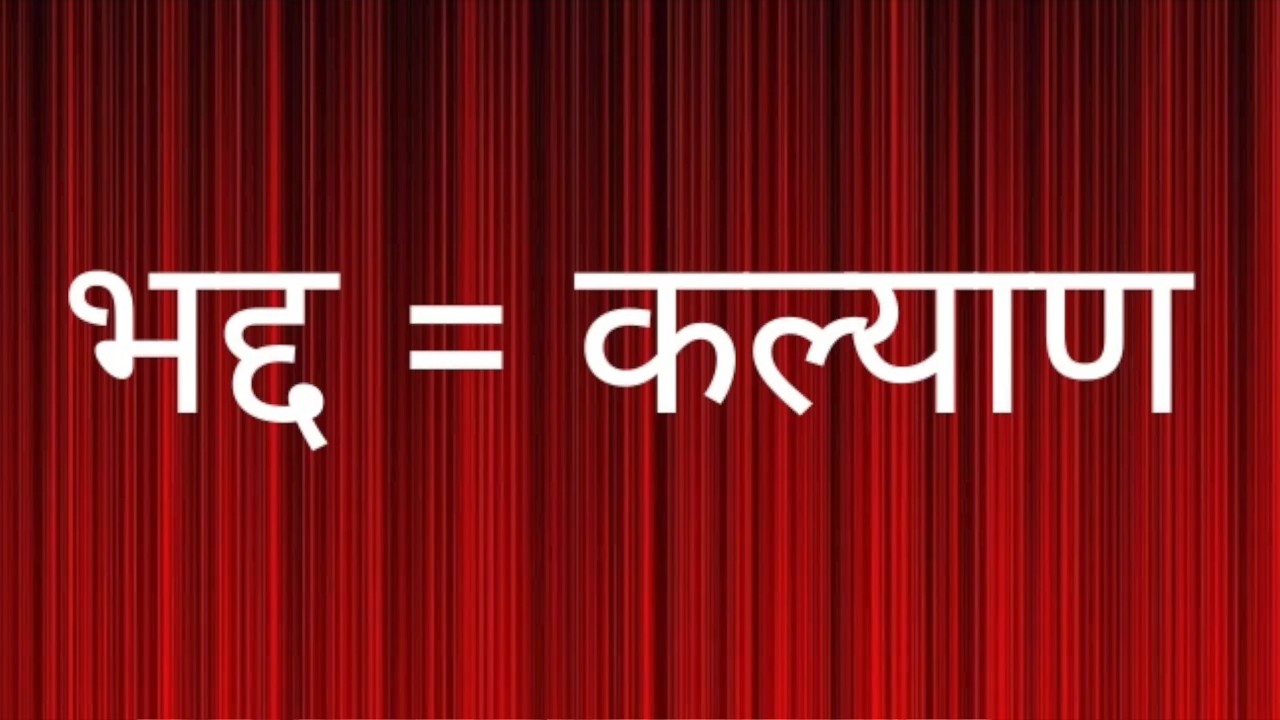 भद्द = कल्याण